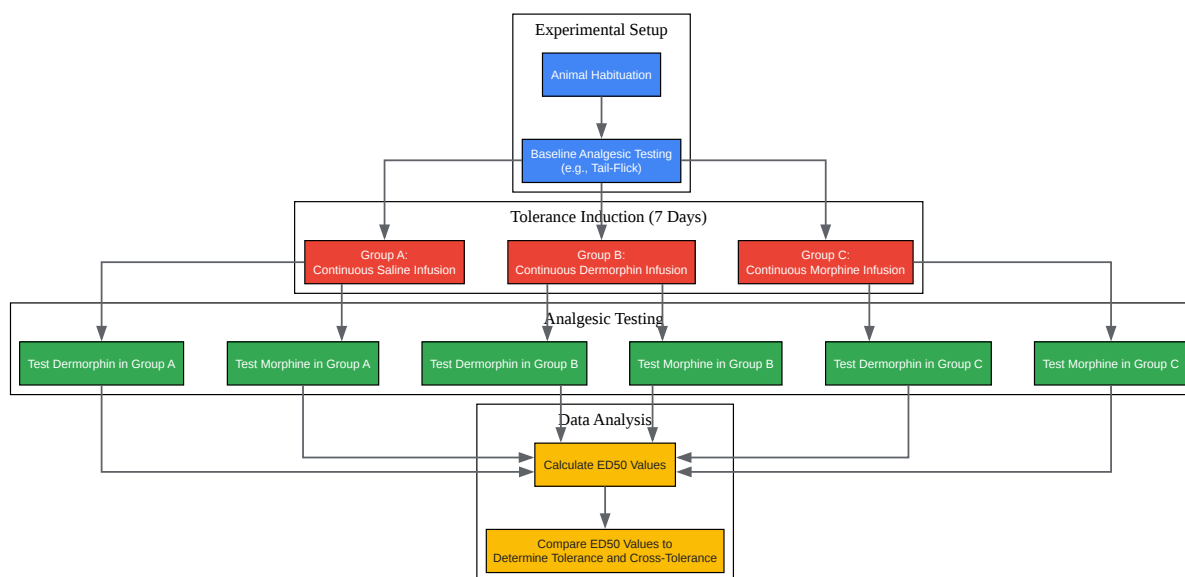 Experimental Setup
Animal Habituation
Baseline Analgesic Testing
(e.g., Tail-Flick)
Tolerance Induction (7 Days)
Group A:
Continuous Saline Infusion
Group B:
Continuous Dermorphin Infusion
Group C:
Continuous Morphine Infusion
Analgesic Testing
Test Dermorphin in Group A
Test Morphine in Group A
Test Dermorphin in Group B
Test Morphine in Group B
Test Dermorphin in Group C
Test Morphine in Group C
Data Analysis
Calculate ED50 Values
Compare ED50 Values to
Determine Tolerance and Cross-Tolerance